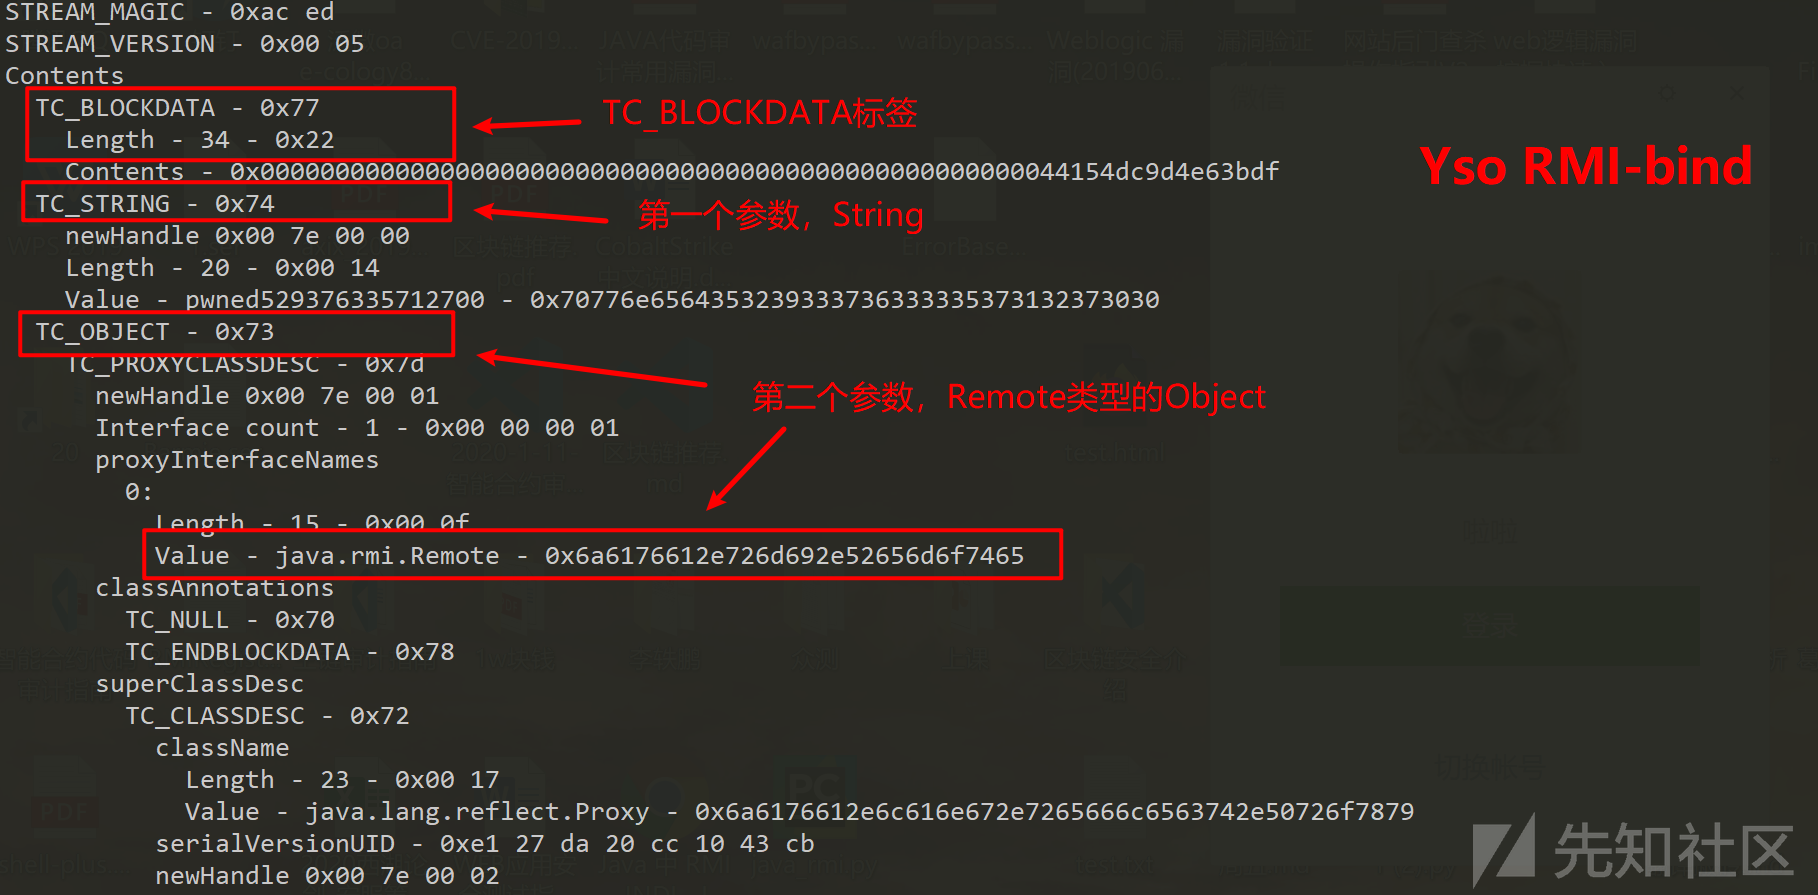 STREAM_MAGIC - 0xac ed
STREAM_VERSION - 0x00 05
Contents
TC_BLOCKDATA - 0x77
TC_BLOCKDATA标签
Length - 34 - 0x22
Contents - 0x0000000000000000000000000000000000000000000000000000044154dc9d4e63bdf
Yso RMI-bind
TC_STRING - 0x74
第一个参数，String
newHandle 0x00 7e 00 00
Length - 20 - 0x00 14
Value - pwned529376335712700 - 0x70776e6564353239333736333335373132373030
TC_OBJECT - 0x73
TC_PROXYCLASSDESC - 0x7d
newHandle 0x00 7e 00 01
第二个参数，Remote类型的Object
Interface count - 1 - 0x00 00 00 01
proxyInterfaceNames
0:
Length - 15 - 0x00 0f
Value - java.rmi.Remote - 0x6a6176612e726d692e52656d6f7465
classAnnotations
TC_NULL - 0x70
TC_ENDBLOCKDATA - 0x78
superClassDesc
TC_CLASSDESC - 0x72
className
Length - 23 - 0x00 17
Value - java.lang.reflect.Proxy - 0x6a6176612e6c616e672e7265666c6563742e50726f7879
serialVersionUID - 0xe1 27 da 20 cc 10 43 cb
newHandle 0x00 7e 00 02
先知社区